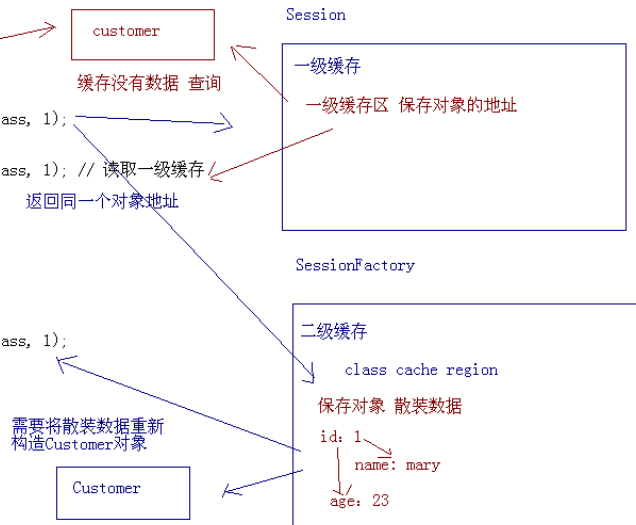 Session
customer
一级缓存
缓存没有数据 查询
一级缓存区 保存对象的地址
ass, 1);
ass, 1); // 读取一级缓存
返回同一个对象地址
SessionFactory
二级缓存
ass, 1);
class cache region
保存对象 散装数据
需要将散装数据重新
构造Customer对象
id: 1
name: mary
Customer
age: 23